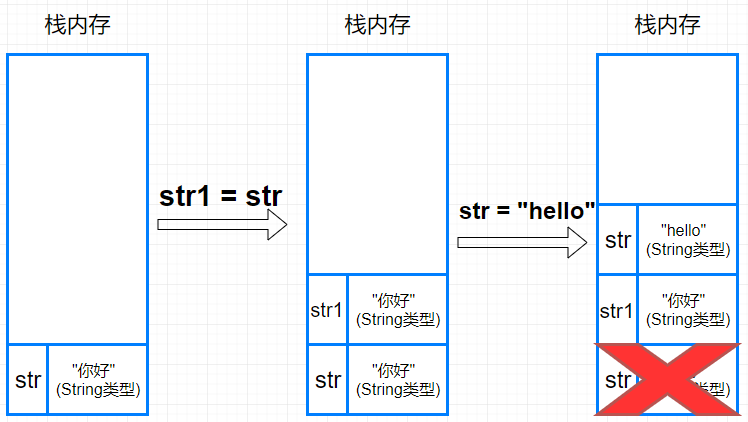 栈内存
栈内存
栈内存
str1 = str
str = "hello"
str
"你好"
(String类型)
str1
"你好"
(String类型)
str
"你好"
(String类型)
str
"hello"
(String类型)
str1
"你好"
(String类型)
str
类型)